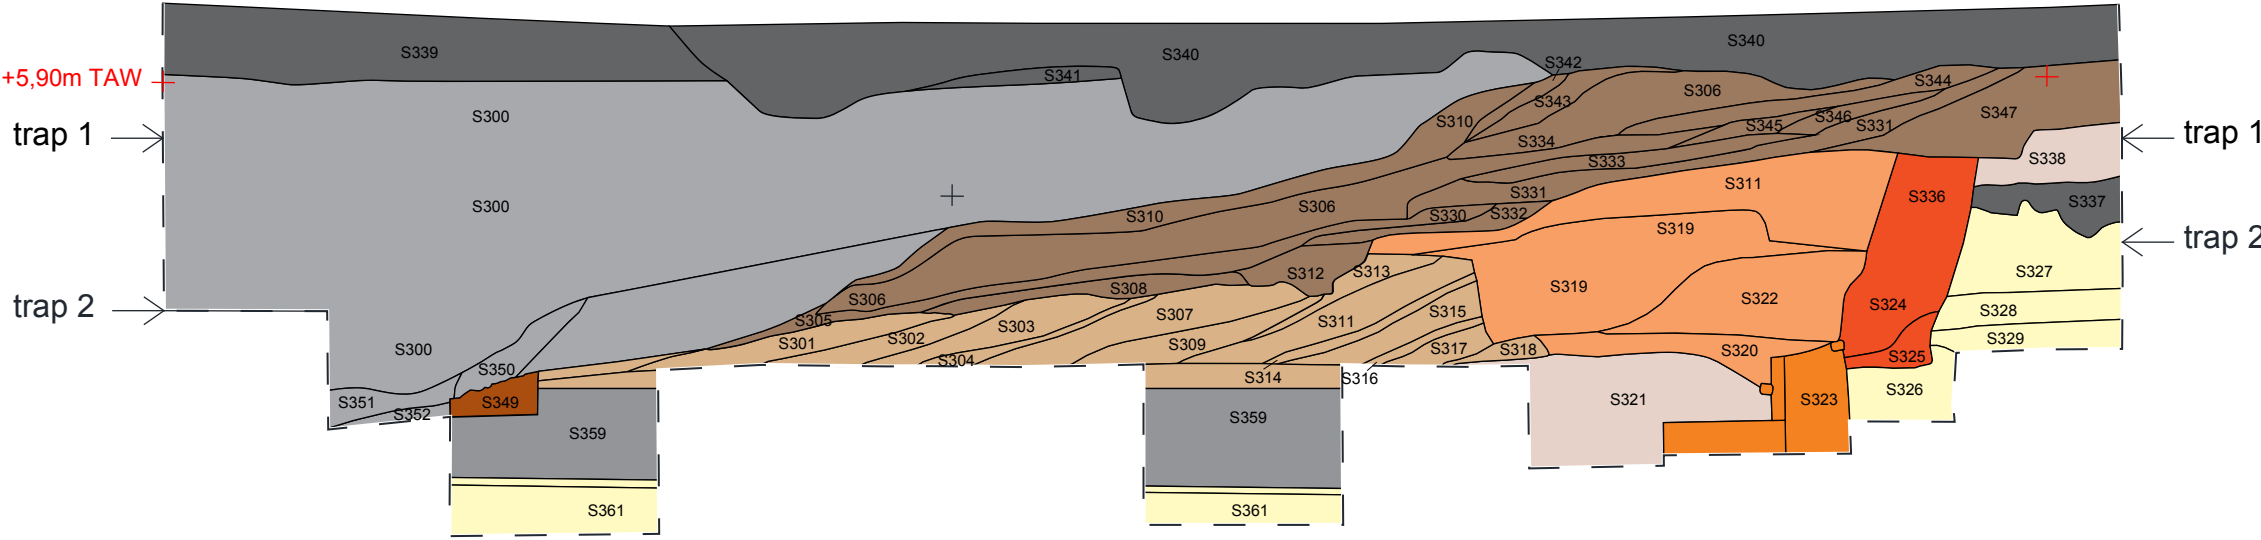 S339
S340
S340
S341
S342
+5,90m TAW
S344
S306
S343
S347
S300
S310
S346
S345
S331
trap 1
trap 1
S334
S333
S338
S311
S331
S336
S337
S300
S306
S310
S330
S332
S319
trap 2
S312
S313
S327
S308
S319
S322
S306
S324
trap 2
S328
S307
S315
S305
S311
S303
S302
S329
S301
S309
S317
S318
S320
S300
S304
S325
S350
S314
S316
S326
S351
S349
S321
S323
S352
S359
S359
S361
S361